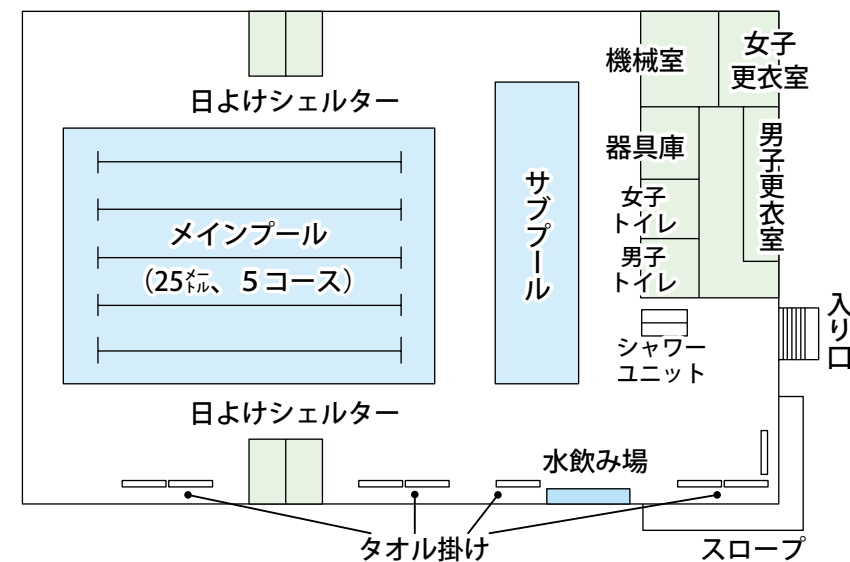 日よけシェルター
機械室
女子
更衣室
器具庫
男子更衣室
女子
トイレ
男子
トイレ
メインプール
（25メートル、５コース）
サブプール
入り口
シャワー
ユニット
日よけシェルター
水飲み場
タオル掛け
スロープ